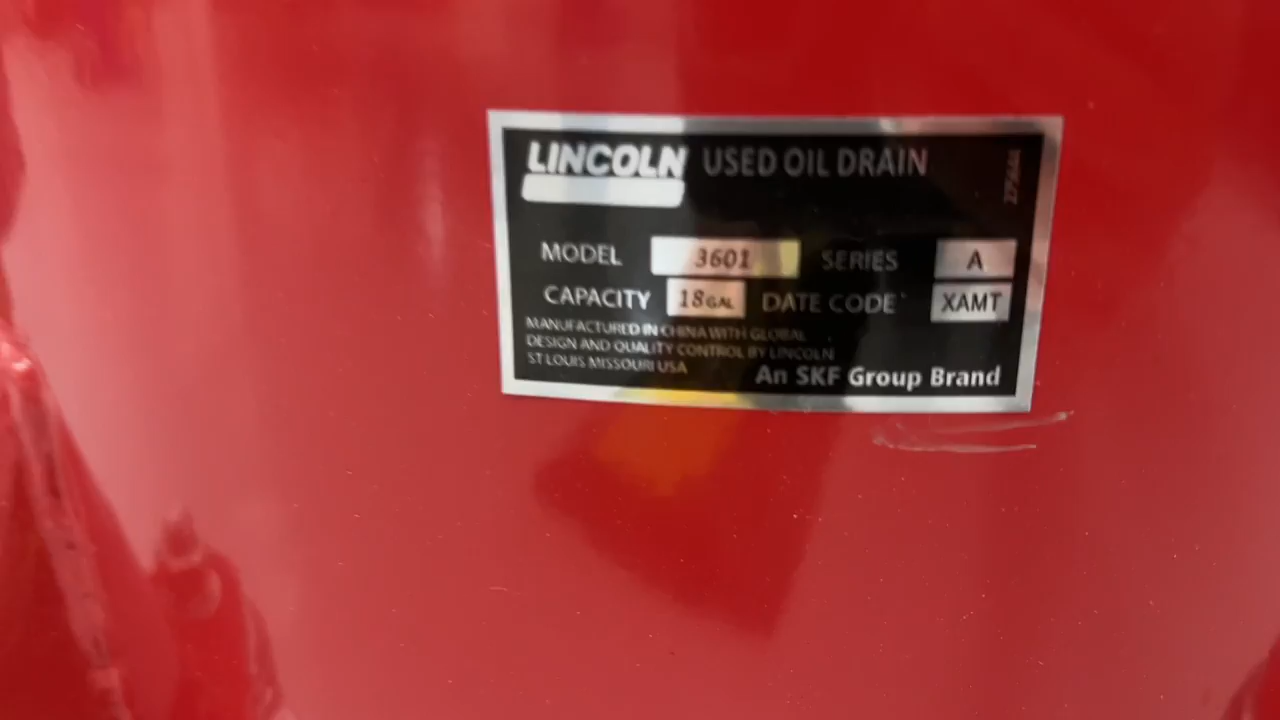 LINCOLN USED OIL DRAIN
MODEL 3601 SERIES A
CAPACITY 18GAL DATE CODE XAMT
MANUFACTURED IN CHINA WITH GLOBAL
DESIGN AND QUALITY CONTROL BY LINCOLN
ST LOUIS MISSOURI USA
An SKF Group Brand